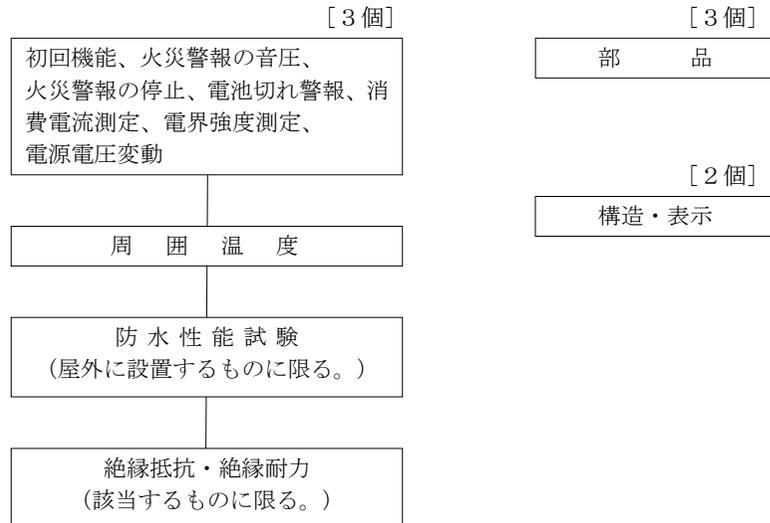 ［３個］
初回機能、火災警報の音圧、
火災警報の停止、電池切れ警報、消
費電流測定、電界強度測定、
電源電圧変動
周　囲　温　度
防 水 性 能 試 験
（屋外に設置するものに限る。）
絶縁抵抗・絶縁耐力
（該当するものに限る。）
［３個］
部　　品
［２個］
構造・表示